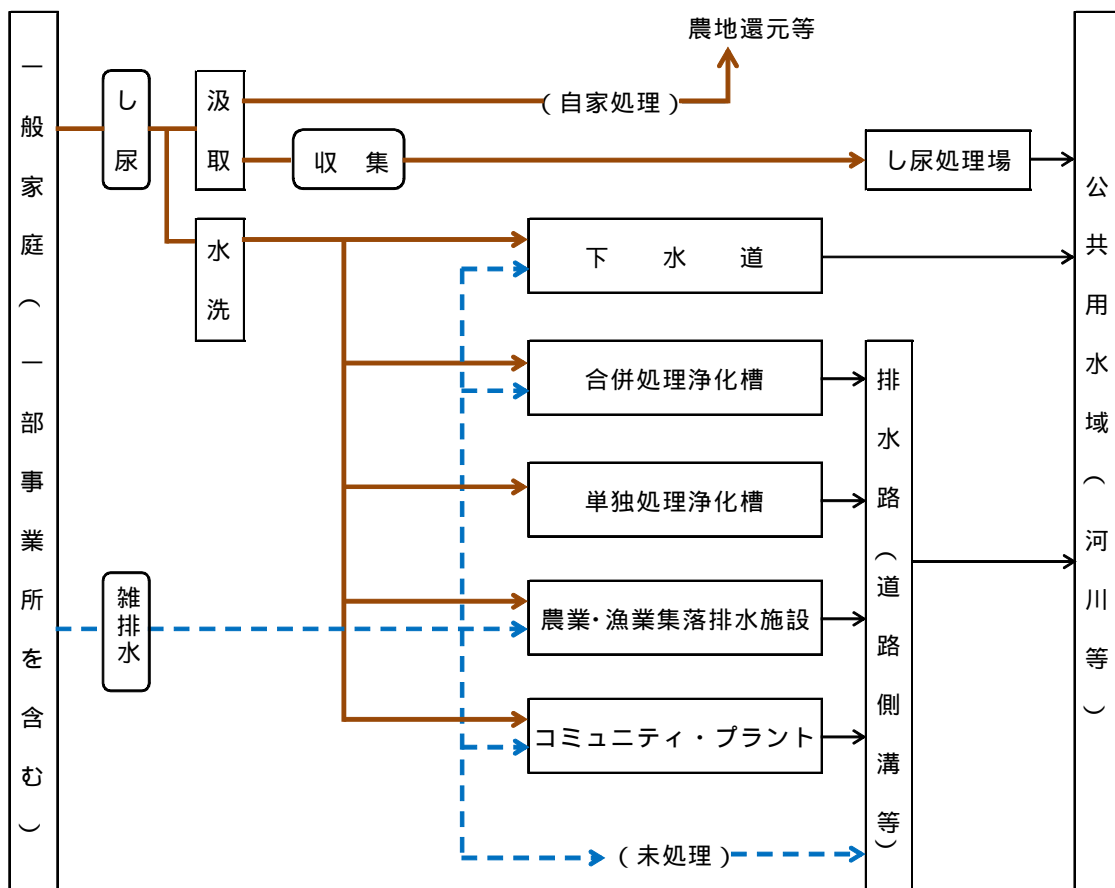 一般家庭(一部事業所を含む)
し尿
汲取
農地還元等
(自家処理)
収集
し尿処理場
水洗
下水道
合併処理浄化槽
単独処理浄化槽
雑排水
農業・漁業集落排水施設
コミュニティ・プラント
(未処理)
排水路(道路側溝等)
公共用水域(河川等)